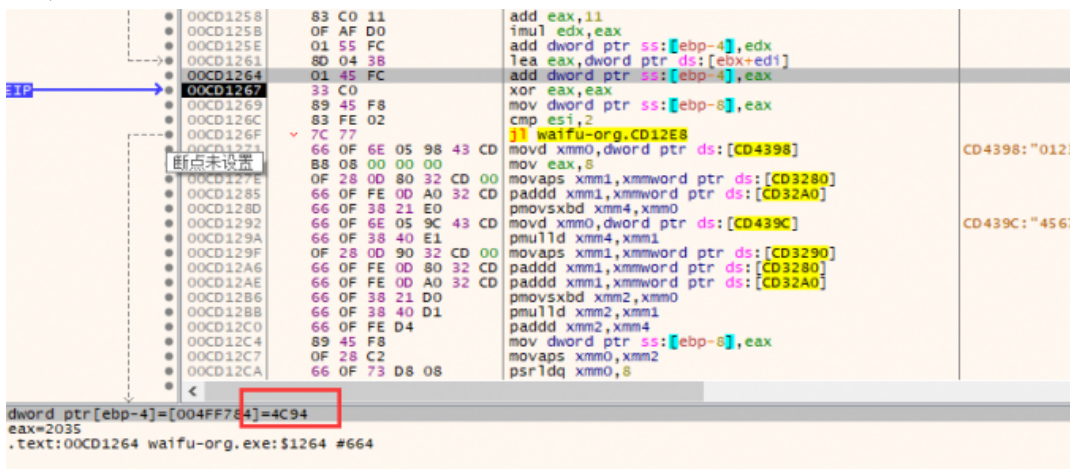 00CD1258 83 C0 11 add eax,11
00CD125B 0F AF D0 imul edx,eax
00CD125E 01 55 FC add dword ptr ss:[ebp-4],edx
00CD1261 8D 04 3B lea eax,dword ptr ds:[ebx+edi]
00CD1264 01 45 FC add dword ptr ss:[ebp-4],eax
EIP 00CD1267 33 C0 xor eax,eax
00CD1269 89 45 F8 mov dword ptr ss:[ebp-8],eax
00CD126C 83 FE 02 cmp esi,2
00CD126F 7C 77 jl waifu-org.CD12E8
00CD1271 66 0F 6E 05 98 43 CD movd xmm0,dword ptr ds:[CD4398] CD4398:"012
断点未设置 B8 08 00 00 00 mov eax,8
00CD127E 0F 28 0D 80 32 CD 00 movaps xmm1,xmmword ptr ds:[CD3280]
00CD1285 66 0F FE 0D A0 32 CD paddd xmm1,xmmword ptr ds:[CD32A0]
00CD128D 66 0F 38 21 E0 pmovsxbd xmm4,xmm0
00CD1292 66 0F 6E 05 9C 43 CD movd xmm0,dword ptr ds:[CD439C] CD439C:"456
00CD129A 66 0F 38 40 E1 pmulld xmm4,xmm1
00CD129F 0F 28 0D 90 32 CD 00 movaps xmm1,xmmword ptr ds:[CD3290]
00CD12A6 66 0F FE 0D 80 32 CD paddd xmm1,xmmword ptr ds:[CD3280]
00CD12AE 66 0F FE 0D A0 32 CD paddd xmm1,xmmword ptr ds:[CD32A0]
00CD12B6 66 0F 38 21 D0 pmovsxbd xmm2,xmm0
00CD12BB 66 0F 38 40 D1 pmulld xmm2,xmm1
00CD12C0 66 0F FE D4 paddd xmm2,xmm4
00CD12C4 89 45 F8 mov dword ptr ss:[ebp-8],eax
00CD12C7 0F 28 C2 movaps xmm0,xmm2
00CD12CA 66 0F 73 D8 08 psrldq xmm0,8
dword ptr[ebp-4]=[004FF784]=4C94
eax=2035
.text:00CD1264 waifu-org.exe:$1264 #664